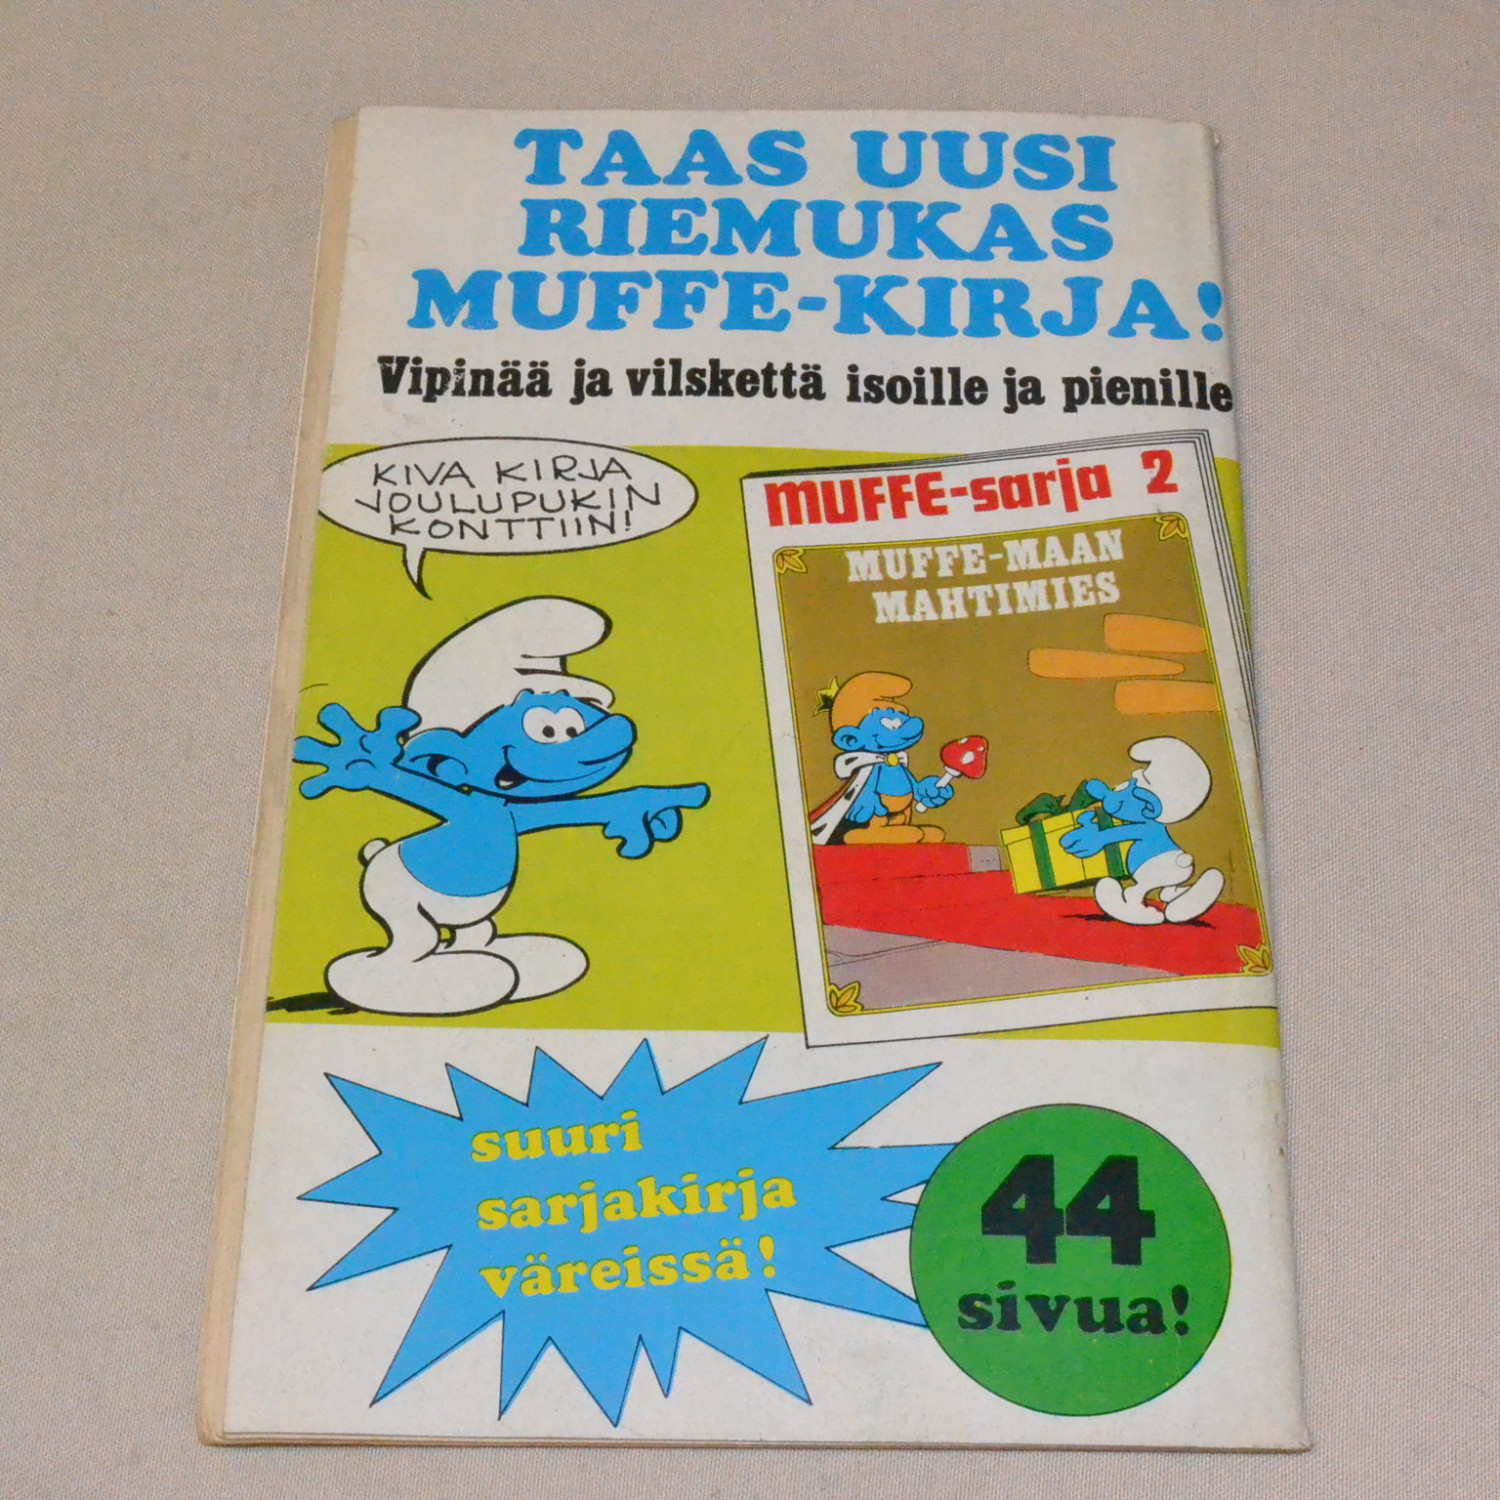 TAAS UUSI
RIEMUKAS
MUFFE-KIRJA!
Vipinää ja vilskettä isoille ja pienille
KIVA KIRJA
JOULUPUKIN
KONTTIIN!
MUFFE-sarja 2
MUFFE-MAAN
MAHTIMIES
suuri
sarjakirja
väreissä!
44
sivua!